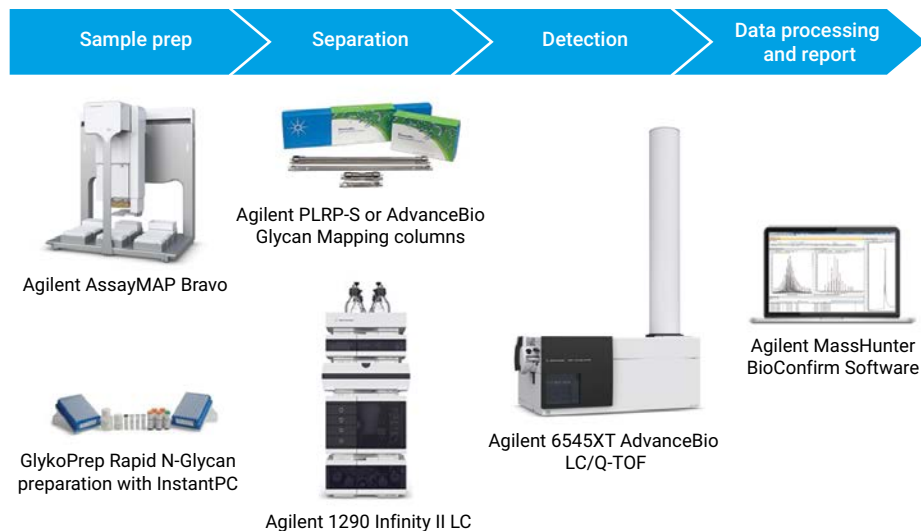 Sample prep
Separation
Detection
Data processing
and report
Agilent AssayMAP Bravo
GlykoPrep Rapid N-Glycan
preparation with InstantPC
Agilent PLRP-S or AdvanceBio
Glycan Mapping columns
Agilent 1290 Infinity II LC
Agilent 6545XT AdvanceBio
LC/Q-TOF
Agilent MassHunter
BioConfirm Software